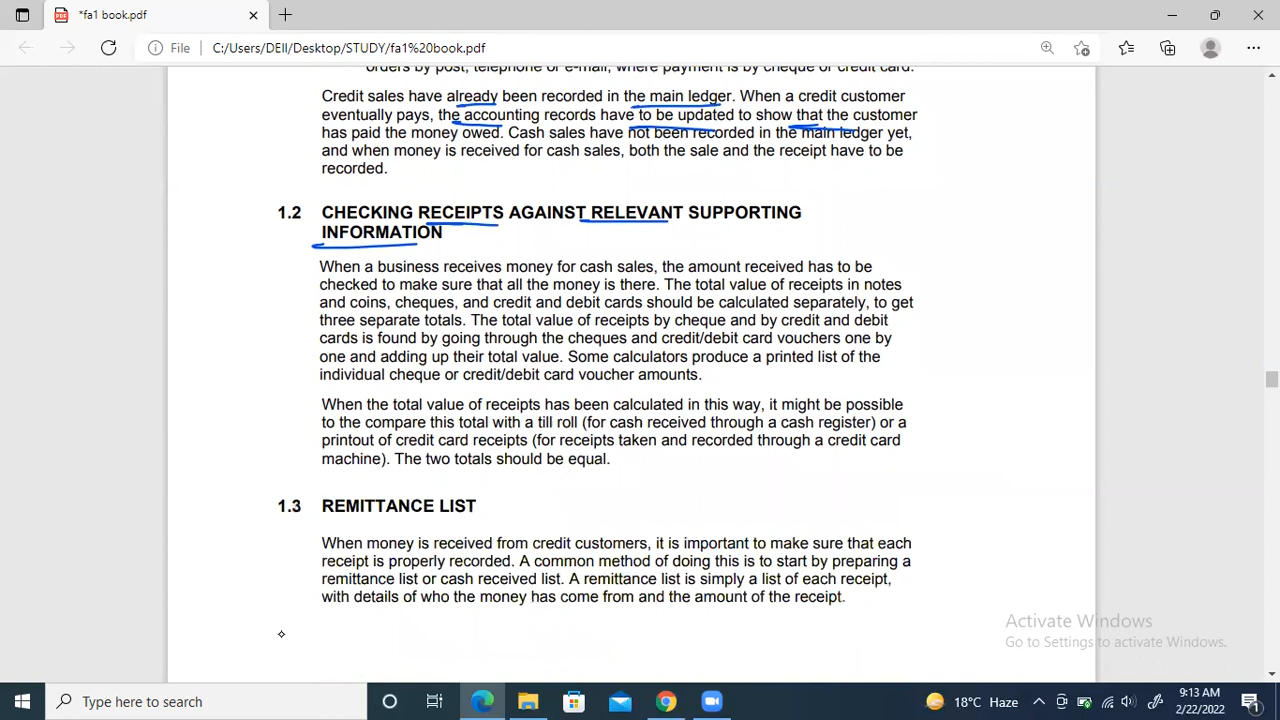 *fa1 book.pdf
File
C:/Users/DEll/Desktop/STUDY/fa1%20book.pdf
orders by post, telephone or e-mail, where payment is by cheque or credit card.
Credit sales have already been recorded in the main ledger. When a credit customer
eventually pays, the accounting records have to be updated to show that the customer
has paid the money owed. Cash sales have not been recorded in the main ledger yet,
and when money is received for cash sales, both the sale and the receipt have to be
recorded.
1.2 CHECKING RECEIPTS AGAINST RELEVANT SUPPORTING
INFORMATION
When a business receives money for cash sales, the amount received has to be
checked to make sure that all the money is there. The total value of receipts in notes
and coins, cheques, and credit and debit cards should be calculated separately, to get
three separate totals. The total value of receipts by cheque and by credit and debit
cards is found by going through the cheques and credit/debit card vouchers one by
one and adding up their total value. Some calculators produce a printed list of the
individual cheque or credit/debit card voucher amounts.
When the total value of receipts has been calculated in this way, it might be possible
to the compare this total with a till roll (for cash received through a cash register) or a
printout of credit card receipts (for receipts taken and recorded through a credit card
machine). The two totals should be equal.
1.3 REMITTANCE LIST
When money is received from credit customers, it is important to make sure that each
receipt is properly recorded. A common method of doing this is to start by preparing a
remittance list or cash received list. A remittance list is simply a list of each receipt,
with details of who the money has come from and the amount of the receipt.
Activate Windows
Go to Settings to activate Windows.
Type here to search
18°C Haze
9:13 AM
2/22/2022
1